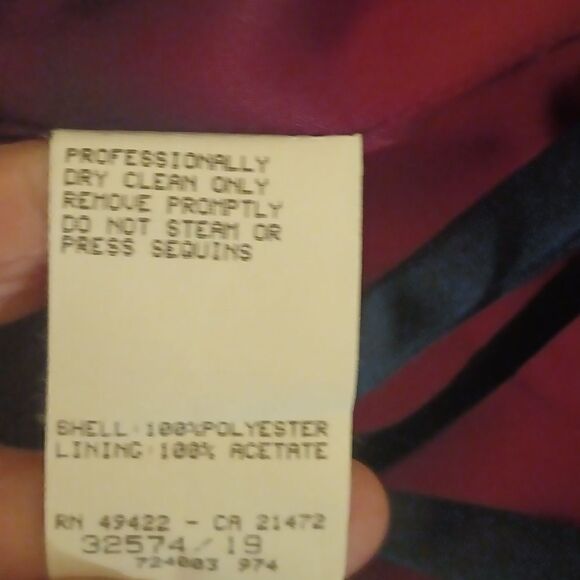 PROFESSIONALLY
DRY CLEAN ONLY
REMOVE PROMPTLY
DO NOT STEAM OR
PRESS SEQUINS
SHELL:100%POLYESTER
LINING:100% ACETATE
RN 49422 - CA 21472
32574/19
724003 974